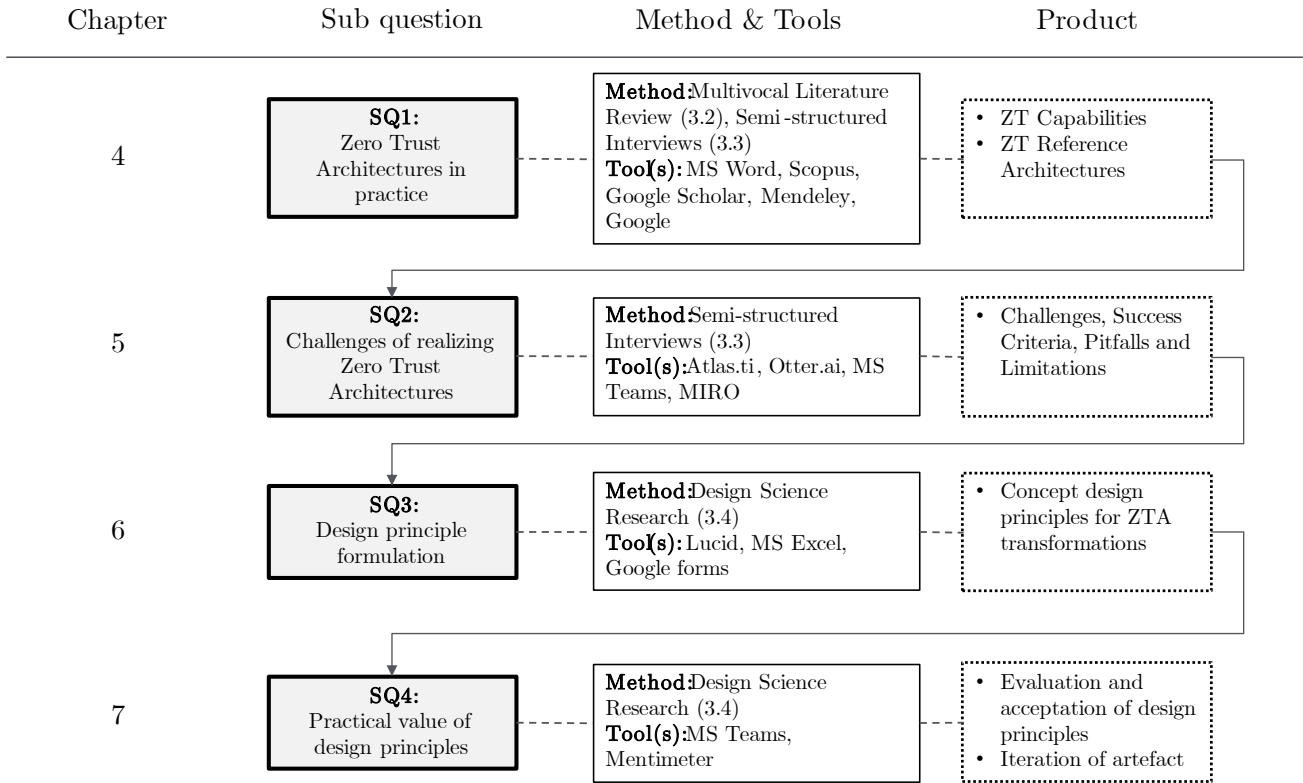 Chapter Sub question Method & Tools Product
4
SQ1:
Zero Trust
Architectures in
practice
Method:Multivocal Literature
Review (3.2), Semi-structured
Interviews (3.3)
Tool(s): MS Word, Scopus,
Google Scholar, Mendeley,
Google
• ZT Capabilities
• ZT Reference
Architectures
5
SQ2:
Challenges of realizing
Zero Trust
Architectures
Method:Semi-structured
Interviews (3.3)
Tool(s):Atlas.ti, Otter.ai, MS
Teams, MIRO
• Challenges, Success
Criteria, Pitfalls and
Limitations
6
SQ3:
Design principle
formulation
Method:Design Science
Research (3.4)
Tool(s): Lucid, MS Excel,
Google forms
• Concept design
principles for ZTA
transformations
7
SQ4:
Practical value of
design principles
Method:Design Science
Research (3.4)
Tool(s):MS Teams,
Mentimeter
• Evaluation and
acceptation of design
principles
• Iteration of artefact